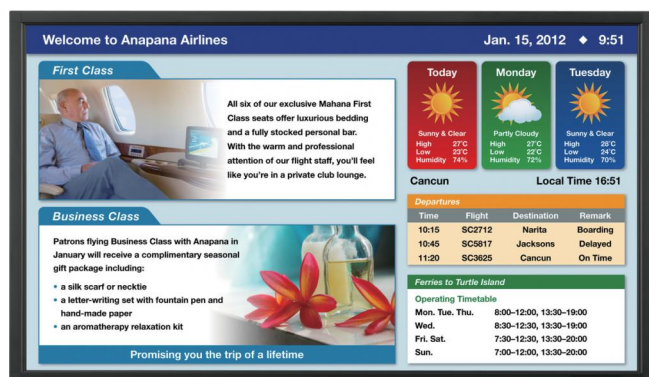 Welcome to Anapana Airlines
Jan. 15, 2012 ◆ 9:51
First Class
All six of our exclusive Mahana First
Class seats offer luxurious bedding
and a fully stocked personal bar.
With the warm and professional
attention of our flight staff, you'll feel
like you're in a private club lounge.
Business Class
Patrons flying Business Class with Anapana in
January will receive a complimentary seasonal
gift package including:
• a silk scarf or necktie
• a letter-writing set with fountain pen and
hand-made paper
• an aromatherapy relaxation kit
Promising you the trip of a lifetime
Today
Sunny & Clear
High 27°C
Low 23°C
Humidity 74%
Monday
Partly Cloudy
High 27°C
Low 22°C
Humidity 72%
Tuesday
Sunny & Clear
High 28°C
Low 24°C
Humidity 70%
Cancun Local Time 16:51
Departures
Time Flight Destination Remark
10:15 SC2712 Narita Boarding
10:45 SC5817 Jacksons Delayed
11:20 SC3625 Cancun On Time
Ferries to Turtle Island
Operating Timetable
Mon. Tue. Thu. 8:00–12:00, 13:30–19:00
Wed. 8:30–12:30, 13:30–19:00
Fri. Sat. 7:30–12:30, 13:30–20:00
Sun. 7:00–12:00, 13:30–20:00